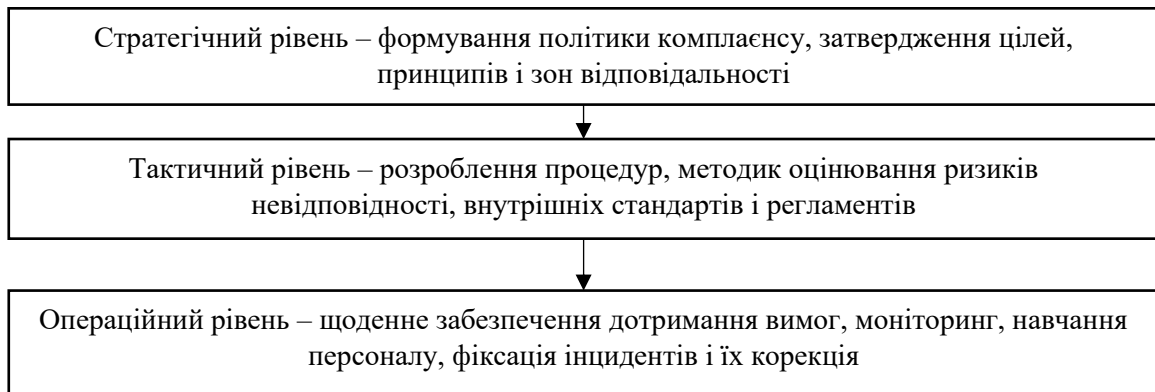 Стратегічний рівень – формування політики комплаєнсу, затвердження цілей,
принципів і зон відповідальності
Тактичний рівень – розроблення процедур, методик оцінювання ризиків
невідповідності, внутрішніх стандартів і регламентів
Операційний рівень – щоденне забезпечення дотримання вимог, моніторинг, навчання
персоналу, фіксація інцидентів і їх корекція